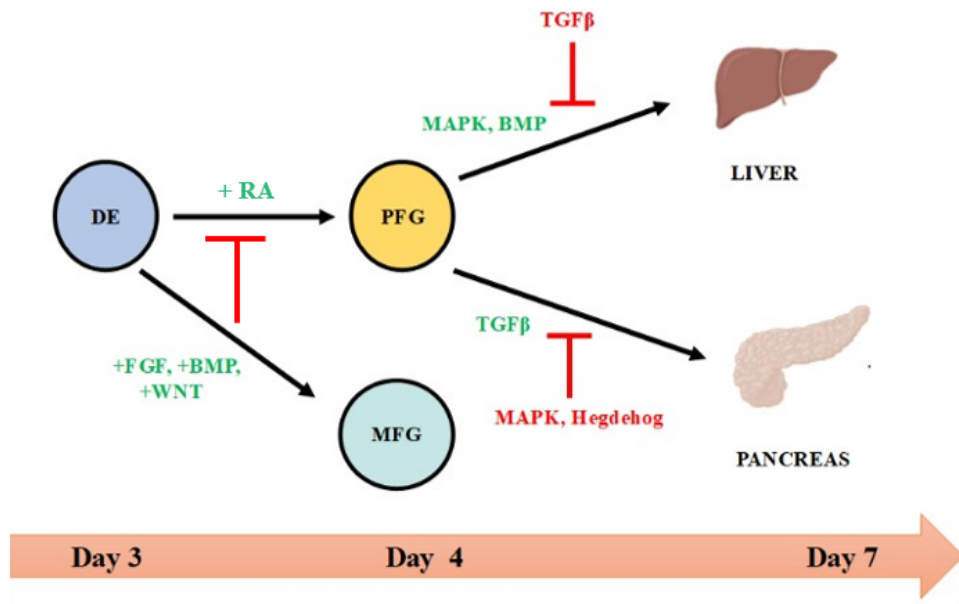 TGFβ
MAPK, BMP
LIVER
+ RA
DE
PFG
TGFβ
+FGF, +BMP,
+WNT
MAPK, Hegdehog
MFG
PANCREAS
Day 3
Day 4
Day 7